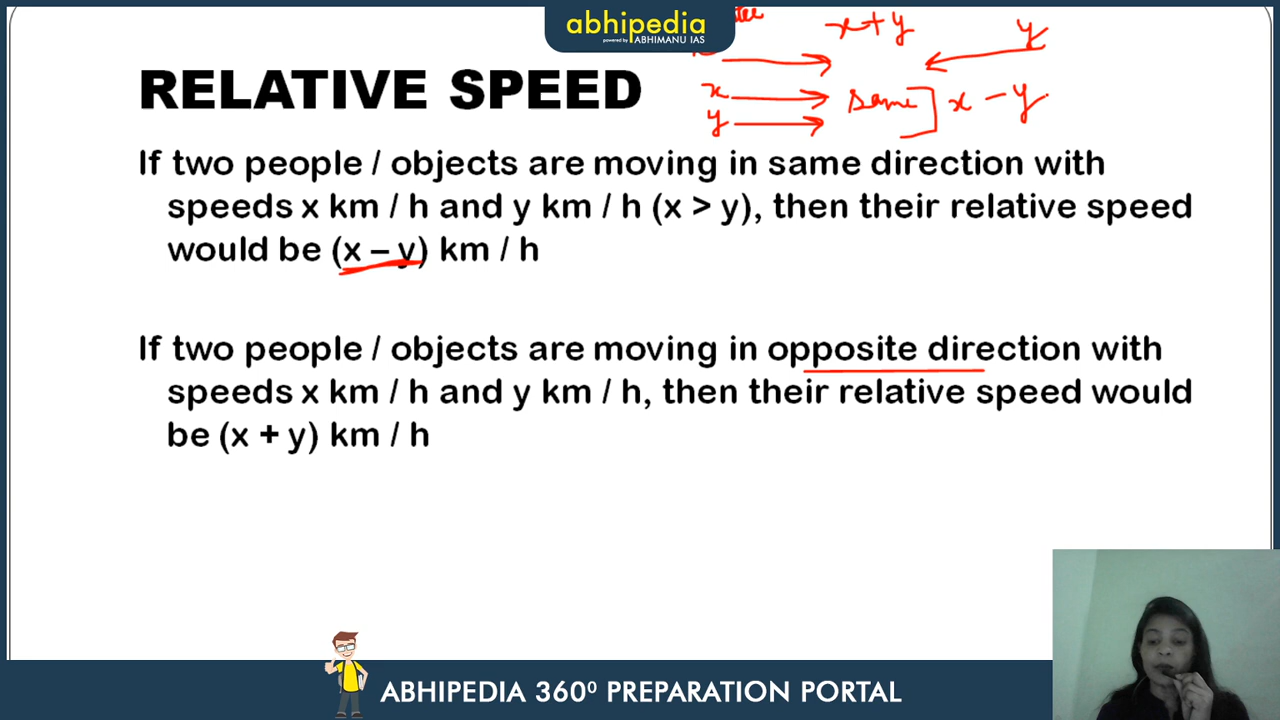 abhipedia
powered by ABHIMANU IAS
x + y
y
RELATIVE SPEED
x
same ] x - y
y
If two people / objects are moving in same direction with
speeds x km / h and y km / h (x > y), then their relative speed
would be (x – y) km / h
If two people / objects are moving in opposite direction with
speeds x km / h and y km / h, then their relative speed would
be (x + y) km / h
ABHIPEDIA 360⁰ PREPARATION PORTAL